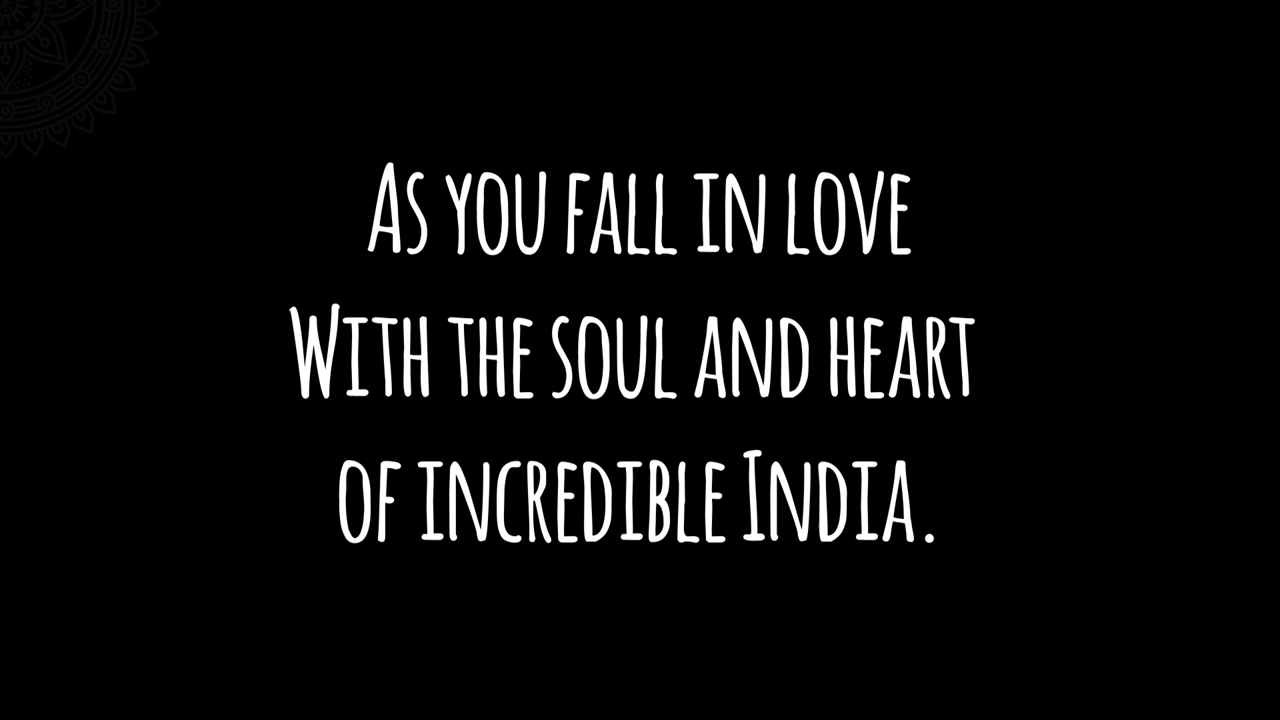 As you fall in love
With the soul and heart
of incredible India.